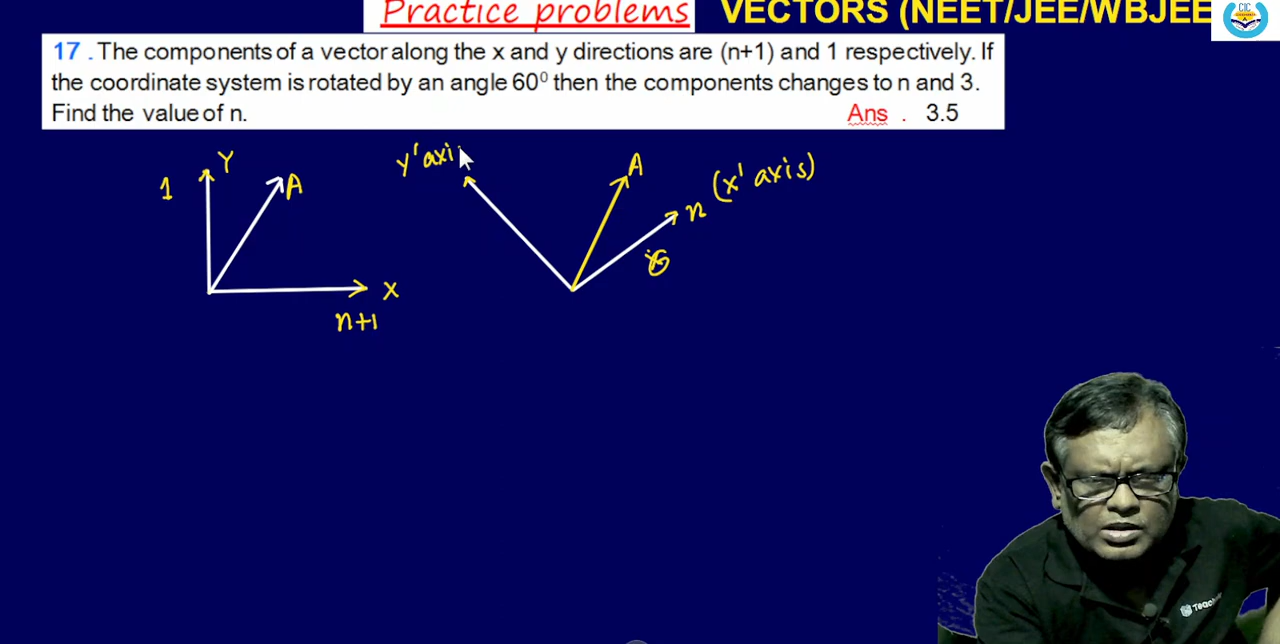 Practice problems VECTORS (NEET/JEE/WBJEE
CIC
17 . The components of a vector along the x and y directions are (n+1) and 1 respectively. If
the coordinate system is rotated by an angle 60⁰ then the components changes to n and 3.
Find the value of n. Ans . 3.5
1 Y A
X
n+1
y' axi
A
n (x' axis)